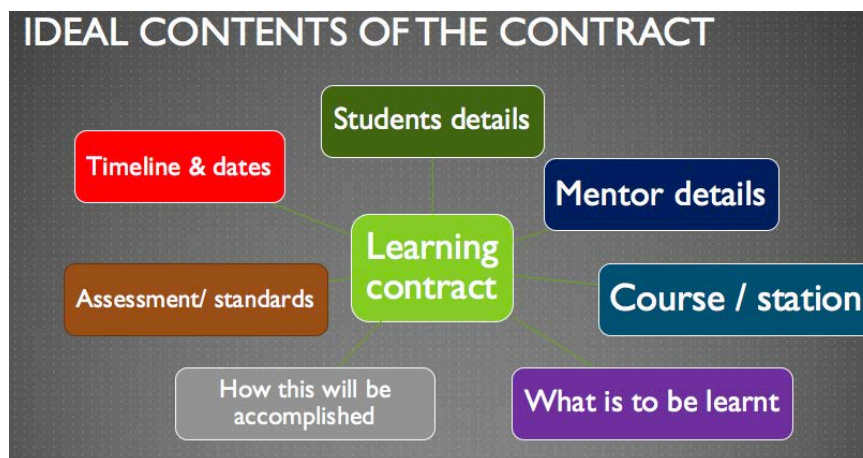 IDEAL CONTENTS OF THE CONTRACT
Students details
Timeline & dates
Mentor details
Learning
contract
Assessment/ standards
Course / station
How this will be
accomplished
What is to be learnt